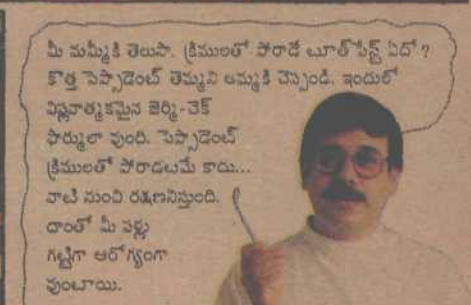 మీ మమ్మీకి తెలుసా. క్రిములతో పోరాడే టూత్‌పేస్ట్ ఏదో ?
కొత్త పెప్సొడెంట్ తెమ్మని అమ్మకి చెప్పండి. ఇందులో
విప్లవాత్మకమైన జెర్మి-చెక్
ఫార్ములా వుంది. పెప్సొడెంట్
క్రిములతో పోరాడటమే కాదు...
వాటి నుంచి రక్షణనిస్తుంది.
దాంతో మీ పళ్లు
గట్టిగా ఆరోగ్యంగా
వుంటాయి.